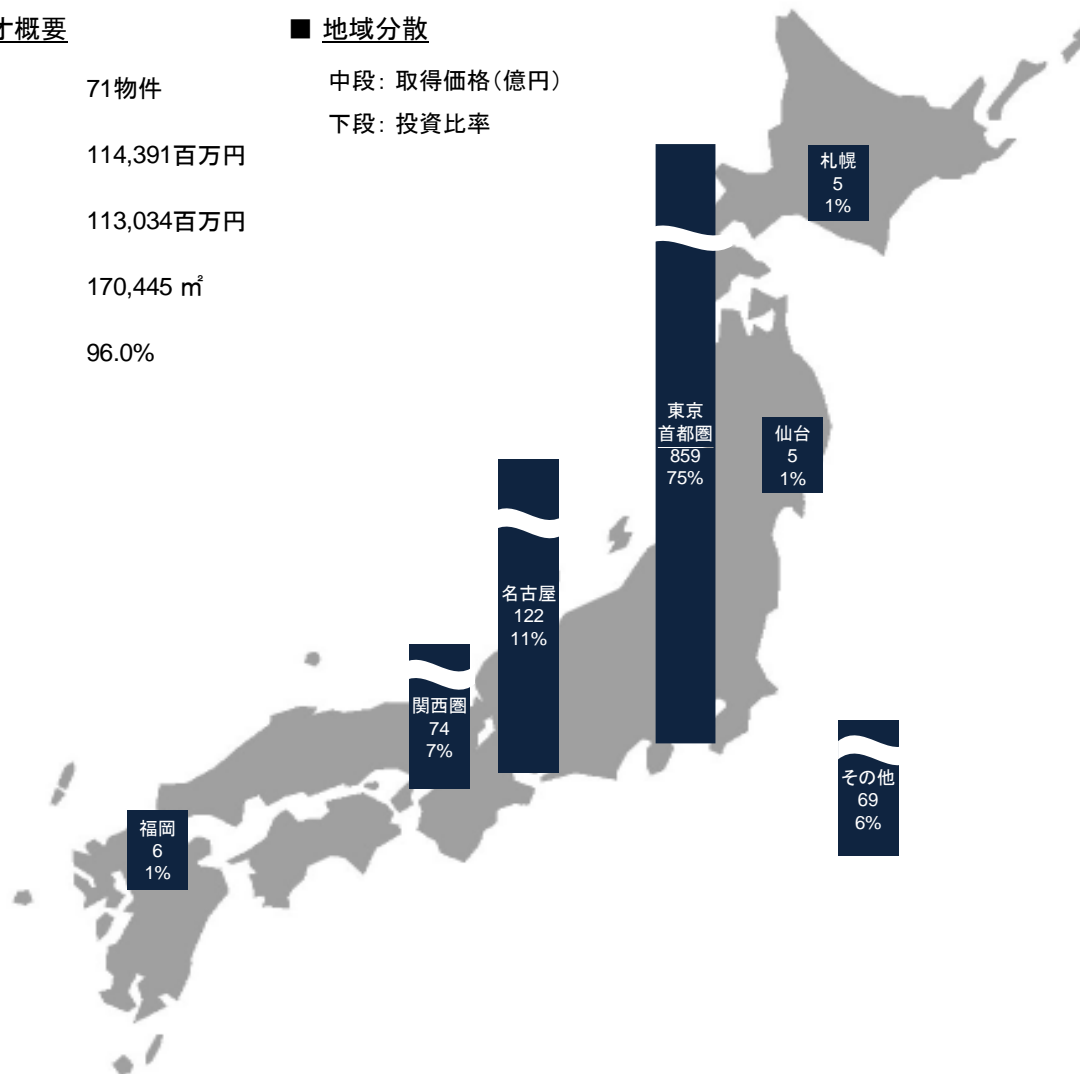 オ概要
71物件
114,391百万円
113,034百万円
170,445 ㎡
96.0%
■ 地域分散
中段: 取得価格(億円)
下段: 投資比率
札幌
5
1%
東京
首都圏
859
75%
仙台
5
1%
名古屋
122
11%
関西圏
74
7%
その他
69
6%
福岡
6
1%